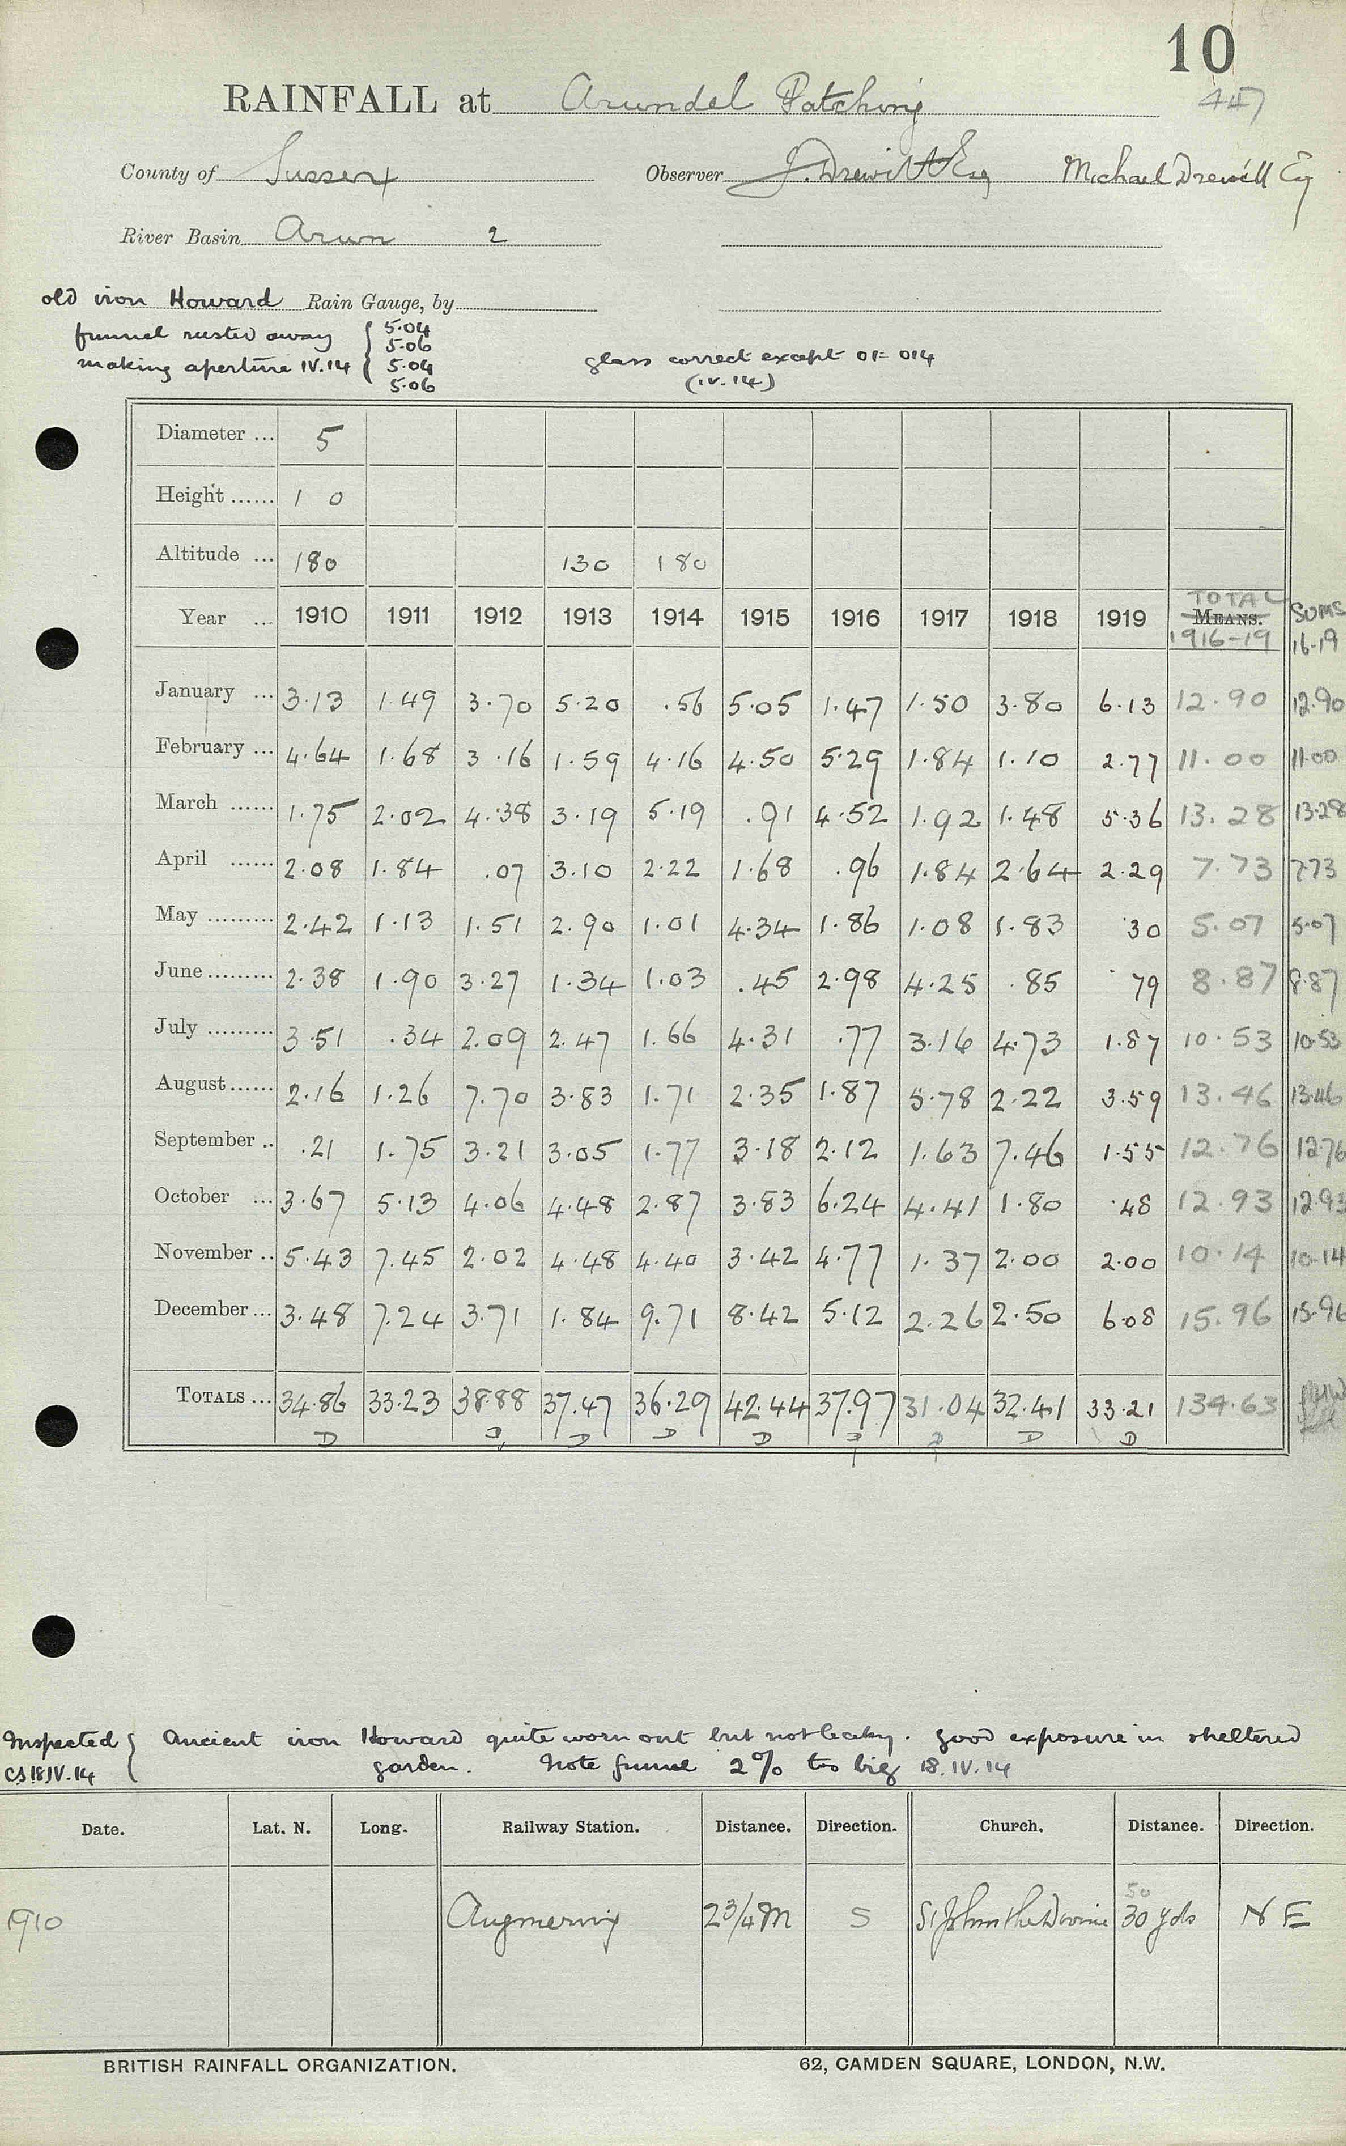 10
RAINFALL at Arundel Patching 447
County of Sussex Observer J. Drewitt Esq Michael Drewitt Esq
River Basin Arun 2
old iron Howard Rain Gauge, by
funnel rusted away { 5.04
5.06
making aperture IV.14 { 5.04
5.06
glass correct except 01 = 014
(IV.14)
Diameter ... 5
Height ...... 1 0
Altitude ... 180 130 180
Year ... 1910 1911 1912 1913 1914 1915 1916 1917 1918 1919 MEANS. TOTAL 1916-19 SUMS 16-19
January ... 3.13 1.49 3.70 5.20 .56 5.05 1.47 1.50 3.80 6.13 12.90 12.90
February ... 4.64 1.68 3.16 1.59 4.16 4.50 5.29 1.84 1.10 2.77 11.00 11.00
March ...... 1.75 2.02 4.38 3.19 5.19 .91 4.52 1.92 1.48 5.36 13.28 13.28
April ...... 2.08 1.84 .07 3.10 2.22 1.68 .96 1.84 2.64 2.29 7.73 7.73
May ......... 2.42 1.13 1.51 2.90 1.01 4.34 1.86 1.08 1.83 .30 5.07 5.07
June ......... 2.38 1.90 3.27 1.34 1.03 .45 2.98 4.25 .85 .79 8.87 8.87
July ......... 3.51 .34 2.09 2.47 1.66 4.31 .77 3.16 4.73 1.87 10.53 10.53
August ...... 2.16 1.26 7.70 3.83 1.71 2.35 1.87 5.78 2.22 3.59 13.46 13.46
September .. .21 1.75 3.21 3.05 1.77 3.18 2.12 1.63 7.46 1.55 12.76 12.76
October ... 3.67 5.13 4.06 4.48 2.87 3.83 6.24 4.41 1.80 .48 12.93 12.93
November .. 5.43 7.45 2.02 4.48 4.40 3.42 4.77 1.37 2.00 2.00 10.14 10.14
December ... 3.48 7.24 3.71 1.84 9.71 8.42 5.12 2.26 2.50 6.08 15.96 15.96
TOTALS ... 34.86 33.23 38.88 37.47 36.29 42.44 37.97 31.04 32.41 33.21 134.63
D D D D D D D D D
Inspected { Ancient iron Howard quite worn out but not leaky. Good exposure in sheltered
CS 18.IV.14 garden. Note funnel 2% too big 18.IV.14
Date. Lat. N. Long. Railway Station. Distance. Direction. Church. Distance. Direction.
50
1910 Angmering 2 3/4 M S St John the Divine 30 yds N E
BRITISH RAINFALL ORGANIZATION. 62, CAMDEN SQUARE, LONDON, N.W.